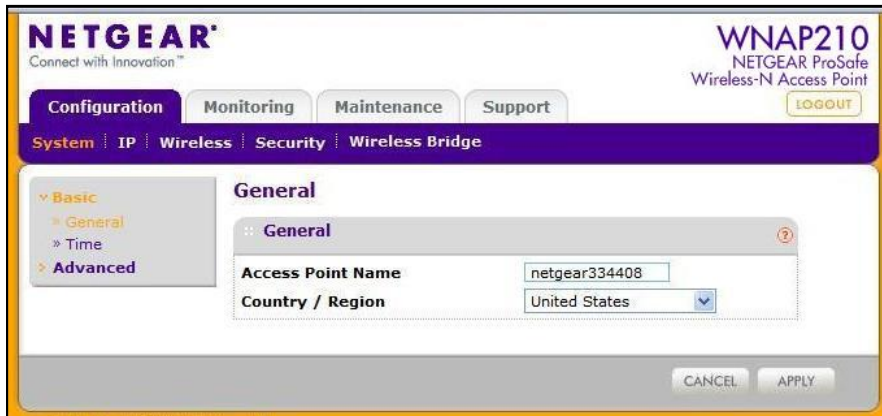 NETGEAR®
Connect with Innovation™
WNAP210
NETGEAR ProSafe
Wireless-N Access Point
LOGOUT
Configuration Monitoring Maintenance Support
System IP Wireless Security Wireless Bridge
Basic
» General
» Time
Advanced
General
General
?
Access Point Name netgear334408
Country / Region United States
CANCEL APPLY